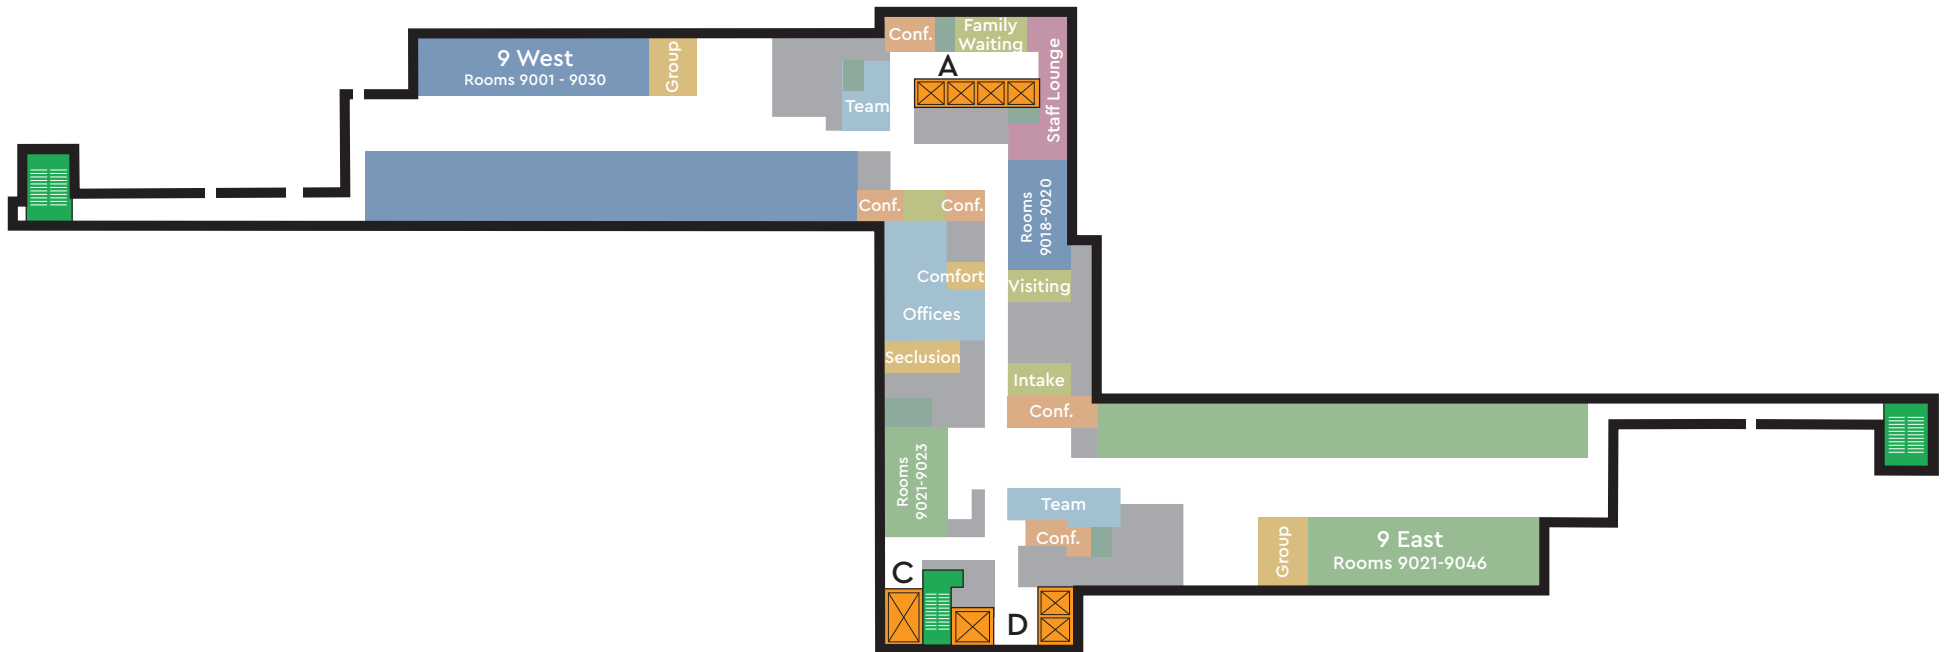 Conf.
Family
Waiting
9 West
Rooms 9001 - 9030
Group
A
Staff Lounge
Team
Conf.
Conf.
Rooms
9018-9020
Comfort
Visiting
Offices
Seclusion
Intake
Conf.
Rooms
9021-9023
Team
Conf.
Group
9 East
Rooms 9021-9046
C
D